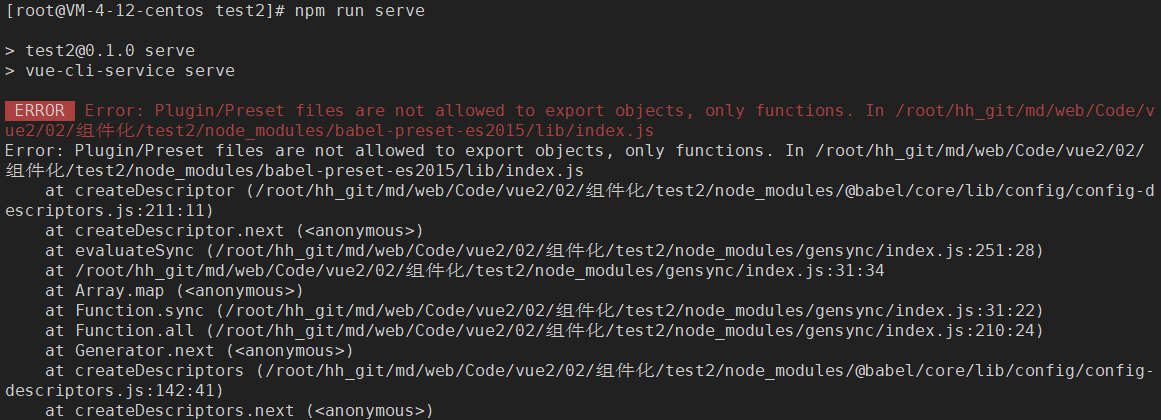 [root@VM-4-12-centos test2]# npm run serve
> test2@0.1.0 serve
> vue-cli-service serve
ERROR Error: Plugin/Preset files are not allowed to export objects, only functions. In /root/hh_git/md/web/Code/v
ue2/02/组件化/test2/node_modules/babel-preset-es2015/lib/index.js
Error: Plugin/Preset files are not allowed to export objects, only functions. In /root/hh_git/md/web/Code/vue2/02/
组件化/test2/node_modules/babel-preset-es2015/lib/index.js
    at createDescriptor (/root/hh_git/md/web/Code/vue2/02/组件化/test2/node_modules/@babel/core/lib/config/config-d
escriptors.js:211:11)
    at createDescriptor.next (<anonymous>)
    at evaluateSync (/root/hh_git/md/web/Code/vue2/02/组件化/test2/node_modules/gensync/index.js:251:28)
    at /root/hh_git/md/web/Code/vue2/02/组件化/test2/node_modules/gensync/index.js:31:34
    at Array.map (<anonymous>)
    at Function.sync (/root/hh_git/md/web/Code/vue2/02/组件化/test2/node_modules/gensync/index.js:31:22)
    at Function.all (/root/hh_git/md/web/Code/vue2/02/组件化/test2/node_modules/gensync/index.js:210:24)
    at Generator.next (<anonymous>)
    at createDescriptors (/root/hh_git/md/web/Code/vue2/02/组件化/test2/node_modules/@babel/core/lib/config/config-
descriptors.js:142:41)
    at createDescriptors.next (<anonymous>)